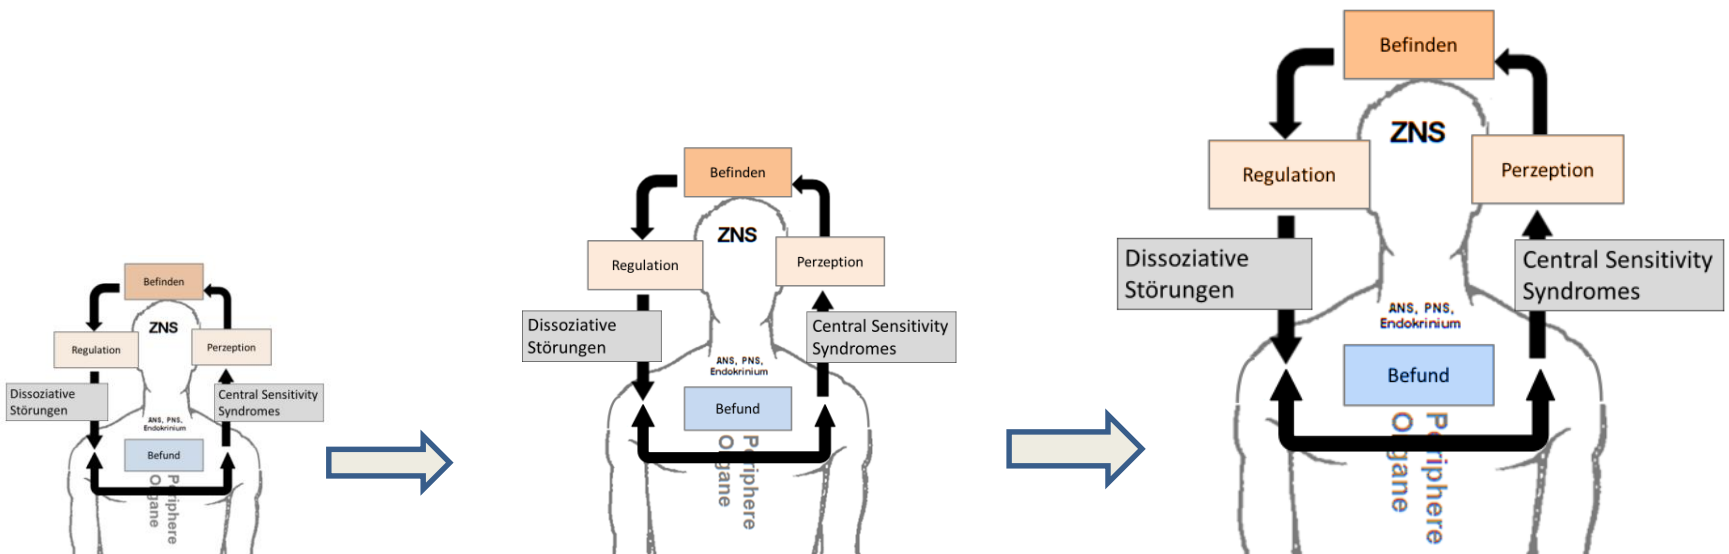 Befinden
ZNS
Regulation
Perzeption
Dissoziative
Störungen
Central Sensitivity
Syndromes
ANS, PNS,
Endokrinium
Befund
Periphere
Organe
Befinden
ZNS
Regulation
Perzeption
Dissoziative
Störungen
Central Sensitivity
Syndromes
ANS, PNS,
Endokrinium
Befund
Periphere
Organe
Befinden
ZNS
Regulation
Perzeption
Dissoziative
Störungen
Central Sensitivity
Syndromes
ANS, PNS,
Endokrinium
Befund
Periphere
Organe